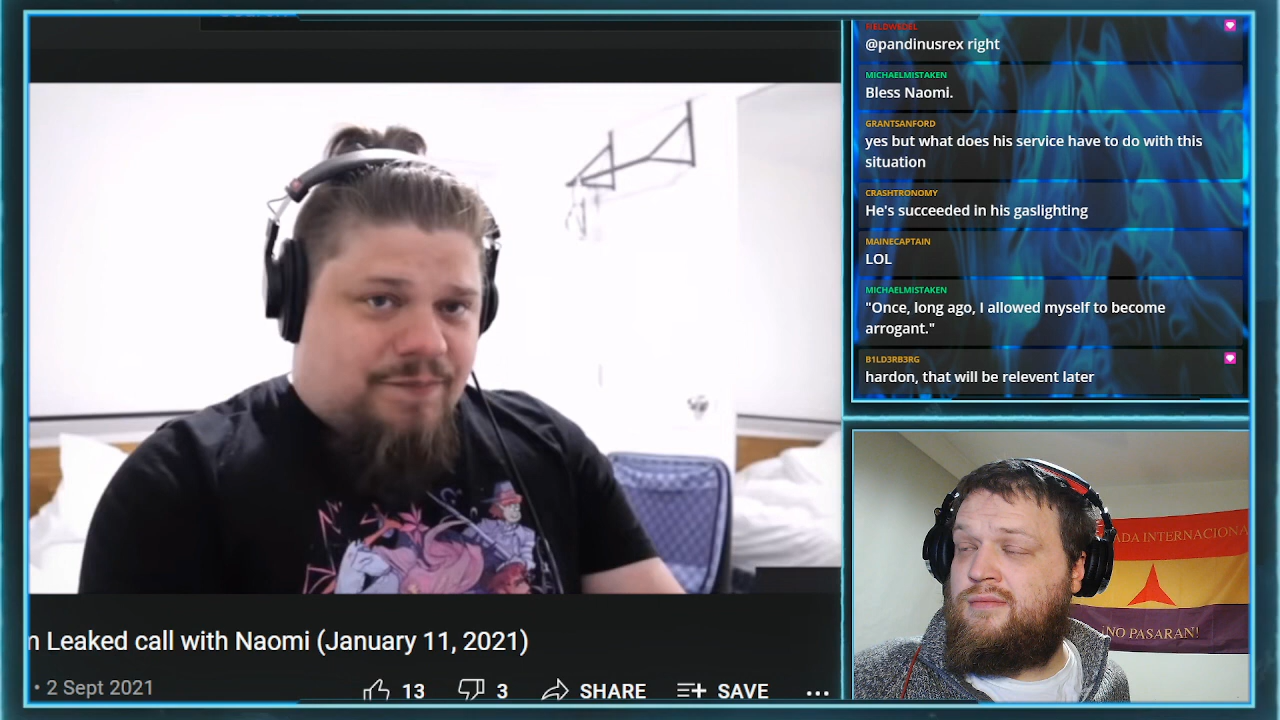 n Leaked call with Naomi (January 11, 2021)
• 2 Sept 2021
13
3
SHARE
SAVE
@pandinusrex right
MICHAELMISTAKEN
Bless Naomi.
GRANTSANFORD
yes but what does his service have to do with this
situation
CRASHTRONOMY
He's succeeded in his gaslighting
MAINECAPTAIN
LOL
MICHAELMISTAKEN
"Once, long ago, I allowed myself to become
arrogant."
B1LD3RB3RG
hardon, that will be relevent later
ADA INTERNACIONA
¡NO PASARAN!